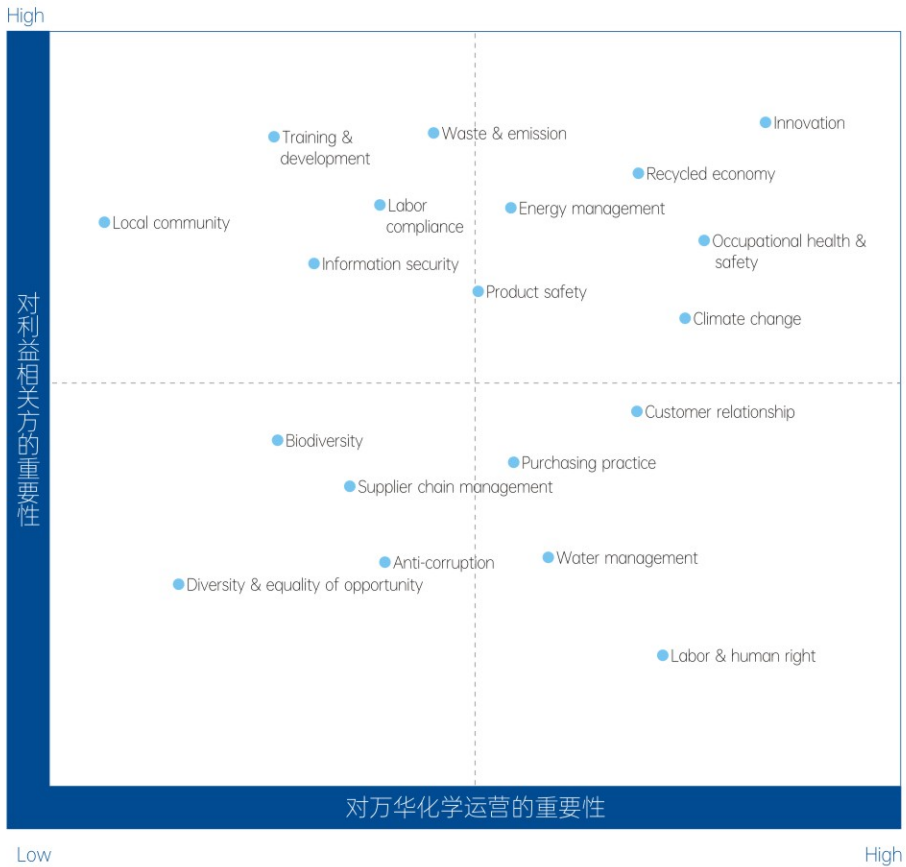 High
Innovation
Waste & emission
Training &
development
Recycled economy
Labor
compliance
Energy management
Local community
Occupational health &
safety
Information security
Product safety
Climate change
对利益相关方的重要性
Customer relationship
Biodiversity
Purchasing practice
Supplier chain management
Water management
Anti-corruption
Diversity & equality of opportunity
Labor & human right
对万华化学运营的重要性
Low
High